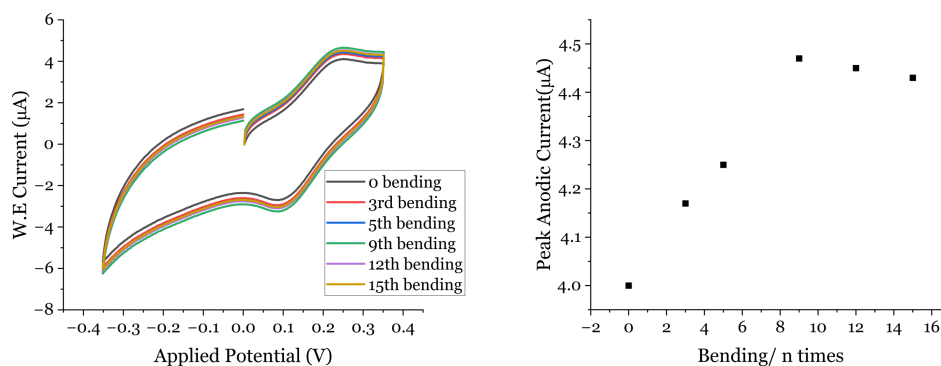 6
4
2
0
−2
−4
−6
−8
W.E Current (µA)
−0.4 −0.3 −0.2 −0.1 0.0 0.1 0.2 0.3 0.4
Applied Potential (V)
0 bending
3rd bending
5th bending
9th bending
12th bending
15th bending
4.5
4.4
4.3
4.2
4.1
4.0
Peak Anodic Current(µA)
−2 0 2 4 6 8 10 12 14 16
Bending/ n times